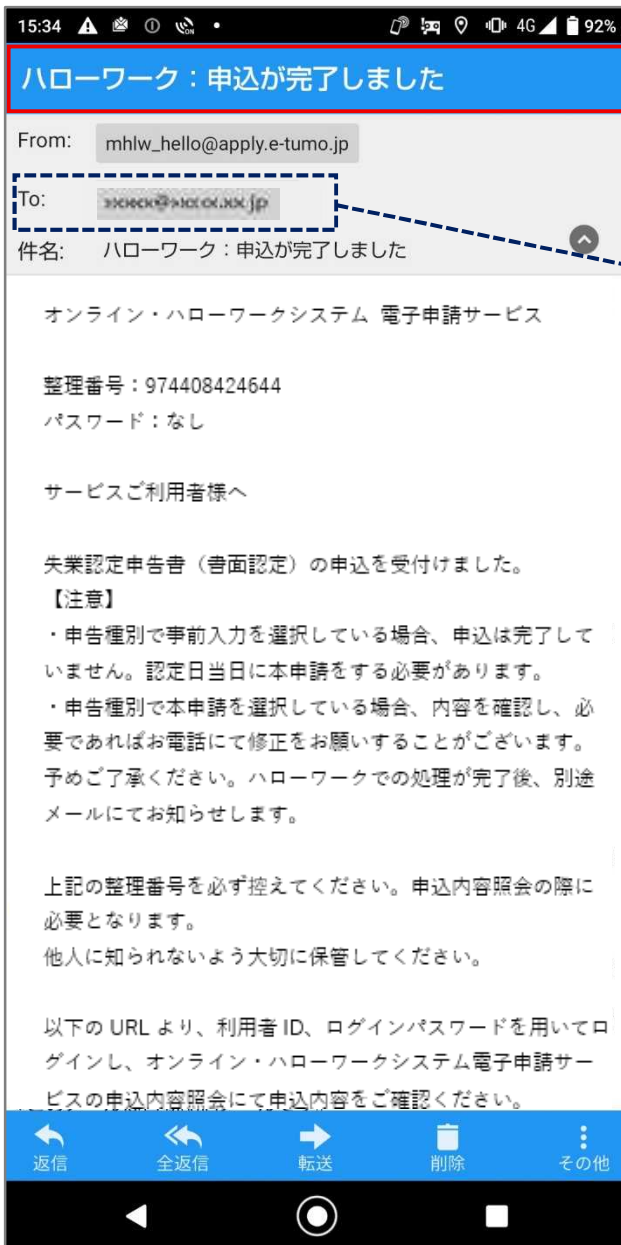 15:34 4G 92%
ハローワーク：申込が完了しました
From: mhlw_hello@apply.e-tumo.jp
To:
件名: ハローワーク：申込が完了しました
オンライン・ハローワークシステム 電子申請サービス
整理番号：974408424644
パスワード：なし
サービスご利用者様へ
失業認定申告書（書面認定）の申込を受付けました。
【注意】
・申告種別で事前入力を選択している場合、申込は完了して
いません。認定日当日に本申請をする必要があります。
・申告種別で本申請を選択している場合、内容を確認し、必
要であればお電話にて修正をお願いすることがございます。
予めご了承ください。ハローワークでの処理が完了後、別途
メールにてお知らせします。
上記の整理番号を必ず控えてください。申込内容照会の際に
必要となります。
他人に知られないよう大切に保管してください。
以下の URL より、利用者 ID、ログインパスワードを用いてロ
グインし、オンライン・ハローワークシステム電子申請サー
ビスの申込内容照会にて申込内容をご確認ください。
返信 全返信 転送 削除 その他